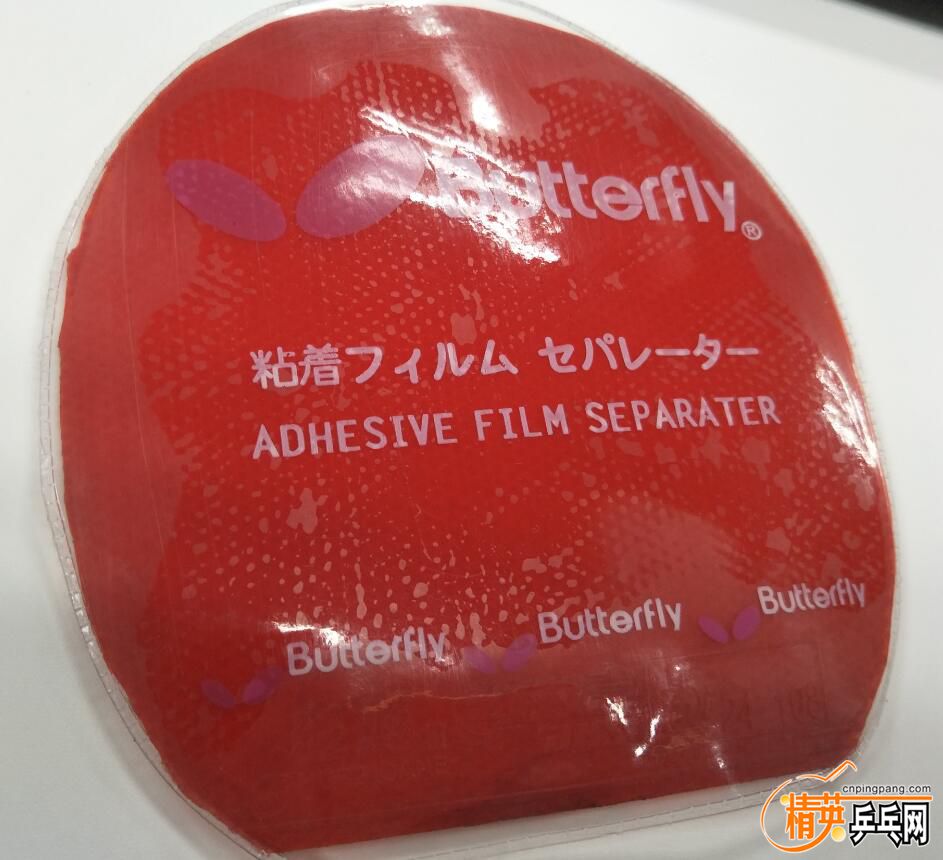 Butterfly®
粘着フィルム セパレーター
ADHESIVE FILM SEPARATER
Butterfly Butterfly Butterfly
cnpingpang.com
精英乒乓网